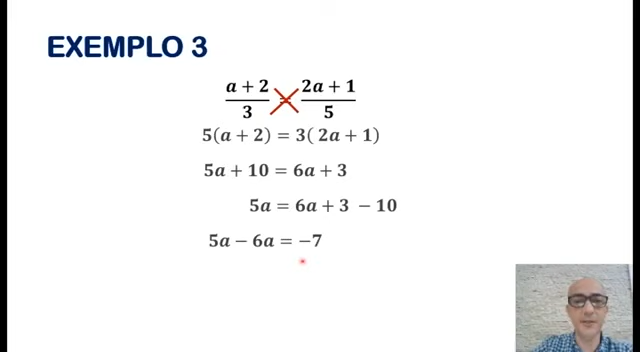 EXEMPLO 3
a + 2 / 3 = 2a + 1 / 5
5(a + 2) = 3( 2a + 1)
5a + 10 = 6a + 3
5a = 6a + 3 − 10
5a − 6a = −7